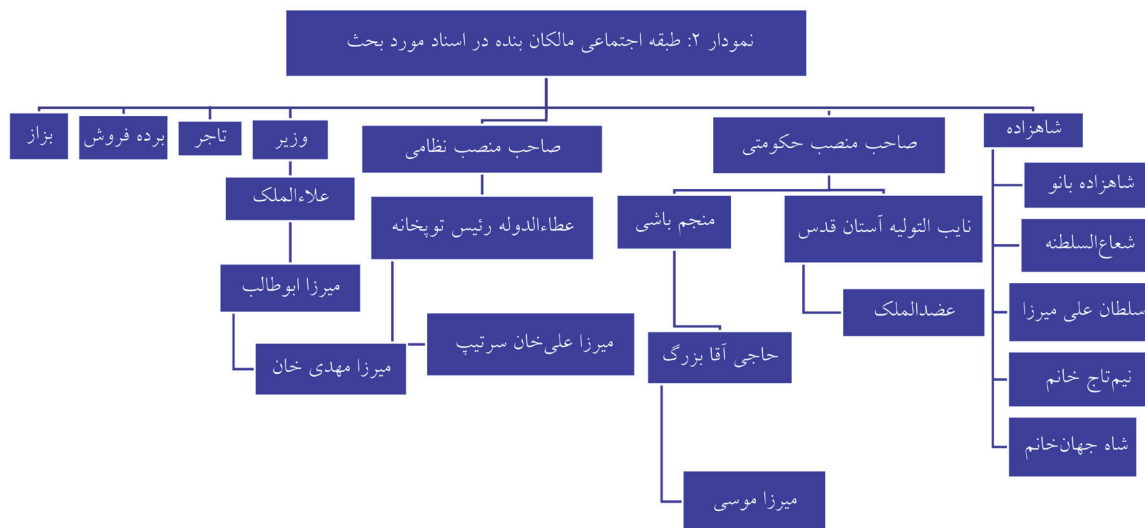 نمودار ۲: طبقه اجتماعی مالکان بنده در اسناد مورد بحث
شاهزاده
صاحب منصب حکومتی
صاحب منصب نظامی
وزیر
تاجر
برده فروش
بزاز
شاهزاده بانو
شعاع‌السلطنه
سلطان علی میرزا
نیم‌تاج خانم
شاه جهان‌خانم
نایب التولیه آستان قدس
عضدالملک
منجم باشی
حاجی آقا بزرگ
میرزا موسی
عطاءالدوله رئیس توپخانه
میرزا علی‌خان سرتیپ
علاءالملک
میرزا ابوطالب
میرزا مهدی خان